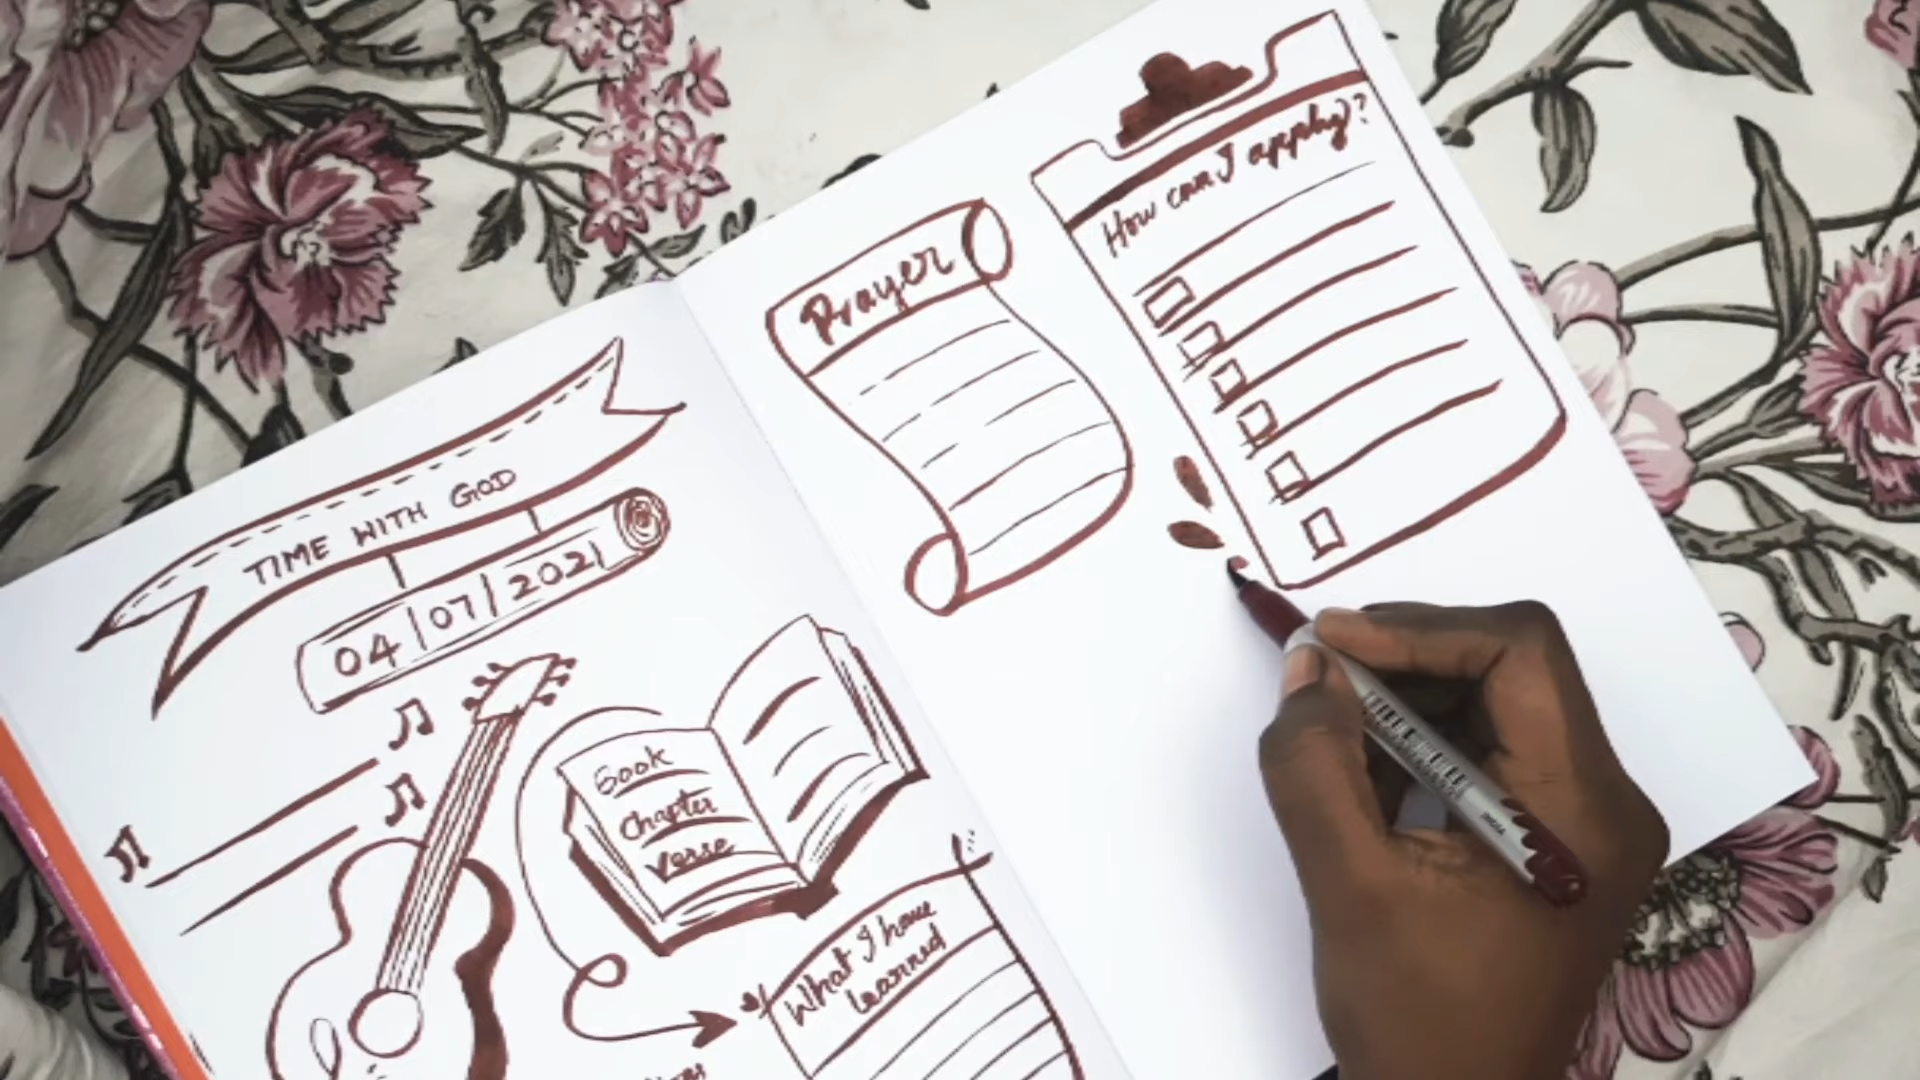 TIME WITH GOD
04/07/2021
Book
Chapter
Verse
What I have
learned
Prayer
How can I apply?